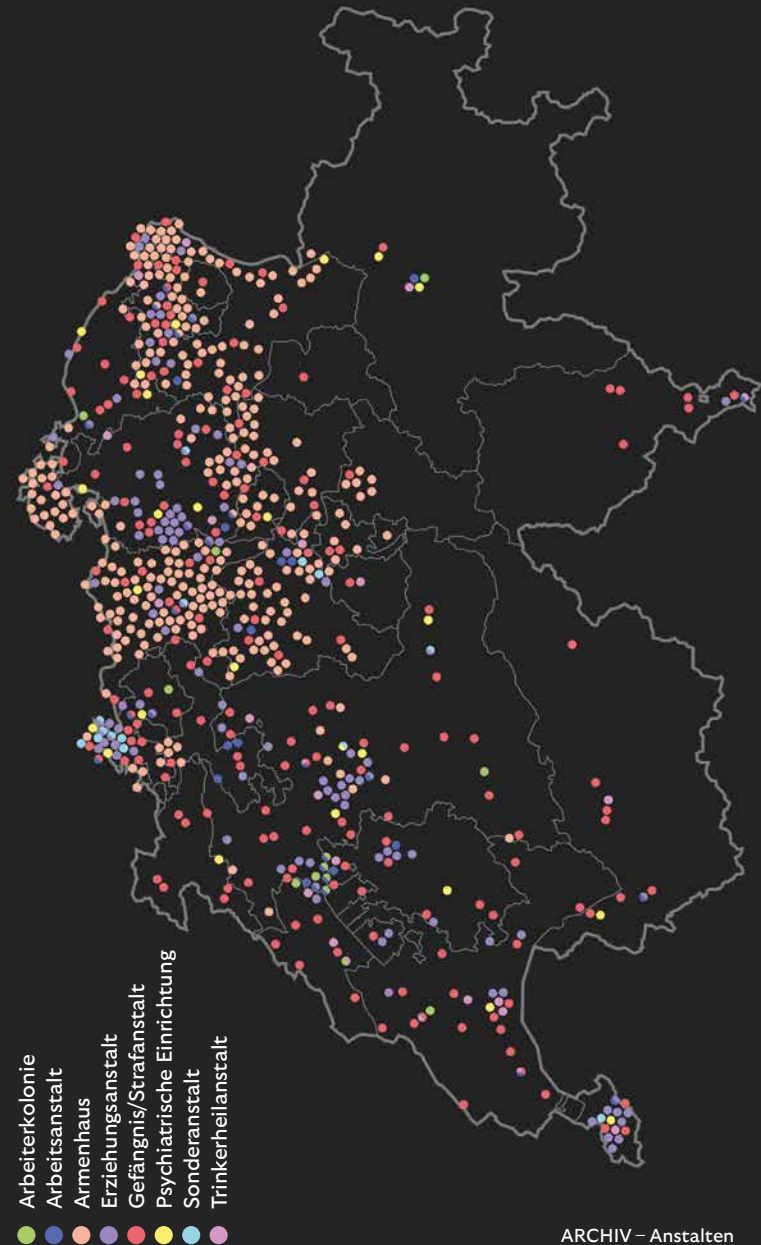 Arbeiterkolonie
Arbeitsanstalt
Armenhaus
Erziehungsanstalt
Gefängnis/Strafanstalt
Psychiatrische Einrichtung
Sonderanstalt
Trinkerheilanstalt
ARCHIV – Anstalten